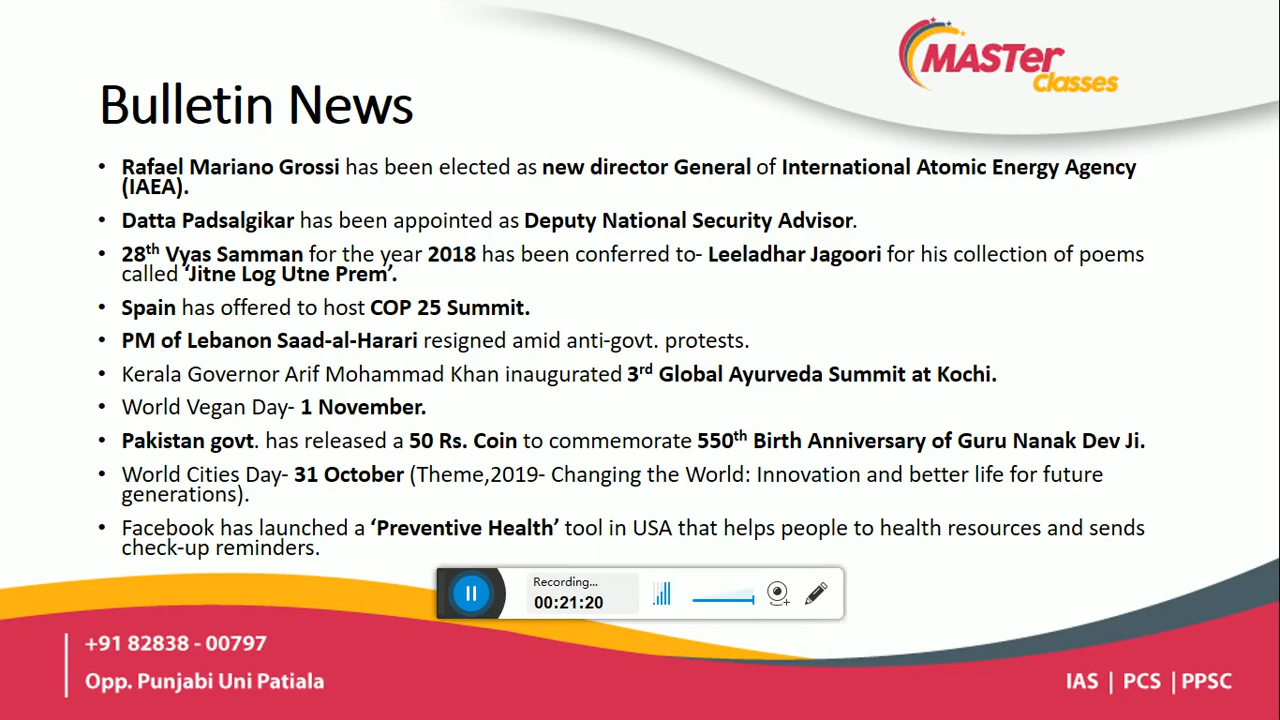 MASTer
Classes
Bulletin News
• Rafael Mariano Grossi has been elected as new director General of International Atomic Energy Agency
(IAEA).
• Datta Padsalgikar has been appointed as Deputy National Security Advisor.
• 28th Vyas Samman for the year 2018 has been conferred to- Leeladhar Jagoori for his collection of poems
called ‘Jitne Log Utne Prem’.
• Spain has offered to host COP 25 Summit.
• PM of Lebanon Saad-al-Harari resigned amid anti-govt. protests.
• Kerala Governor Arif Mohammad Khan inaugurated 3rd Global Ayurveda Summit at Kochi.
• World Vegan Day- 1 November.
• Pakistan govt. has released a 50 Rs. Coin to commemorate 550th Birth Anniversary of Guru Nanak Dev Ji.
• World Cities Day- 31 October (Theme,2019- Changing the World: Innovation and better life for future
generations).
• Facebook has launched a ‘Preventive Health’ tool in USA that helps people to health resources and sends
check-up reminders.
Recording...
00:21:20
+91 82838 - 00797
Opp. Punjabi Uni Patiala
IAS | PCS | PPSC